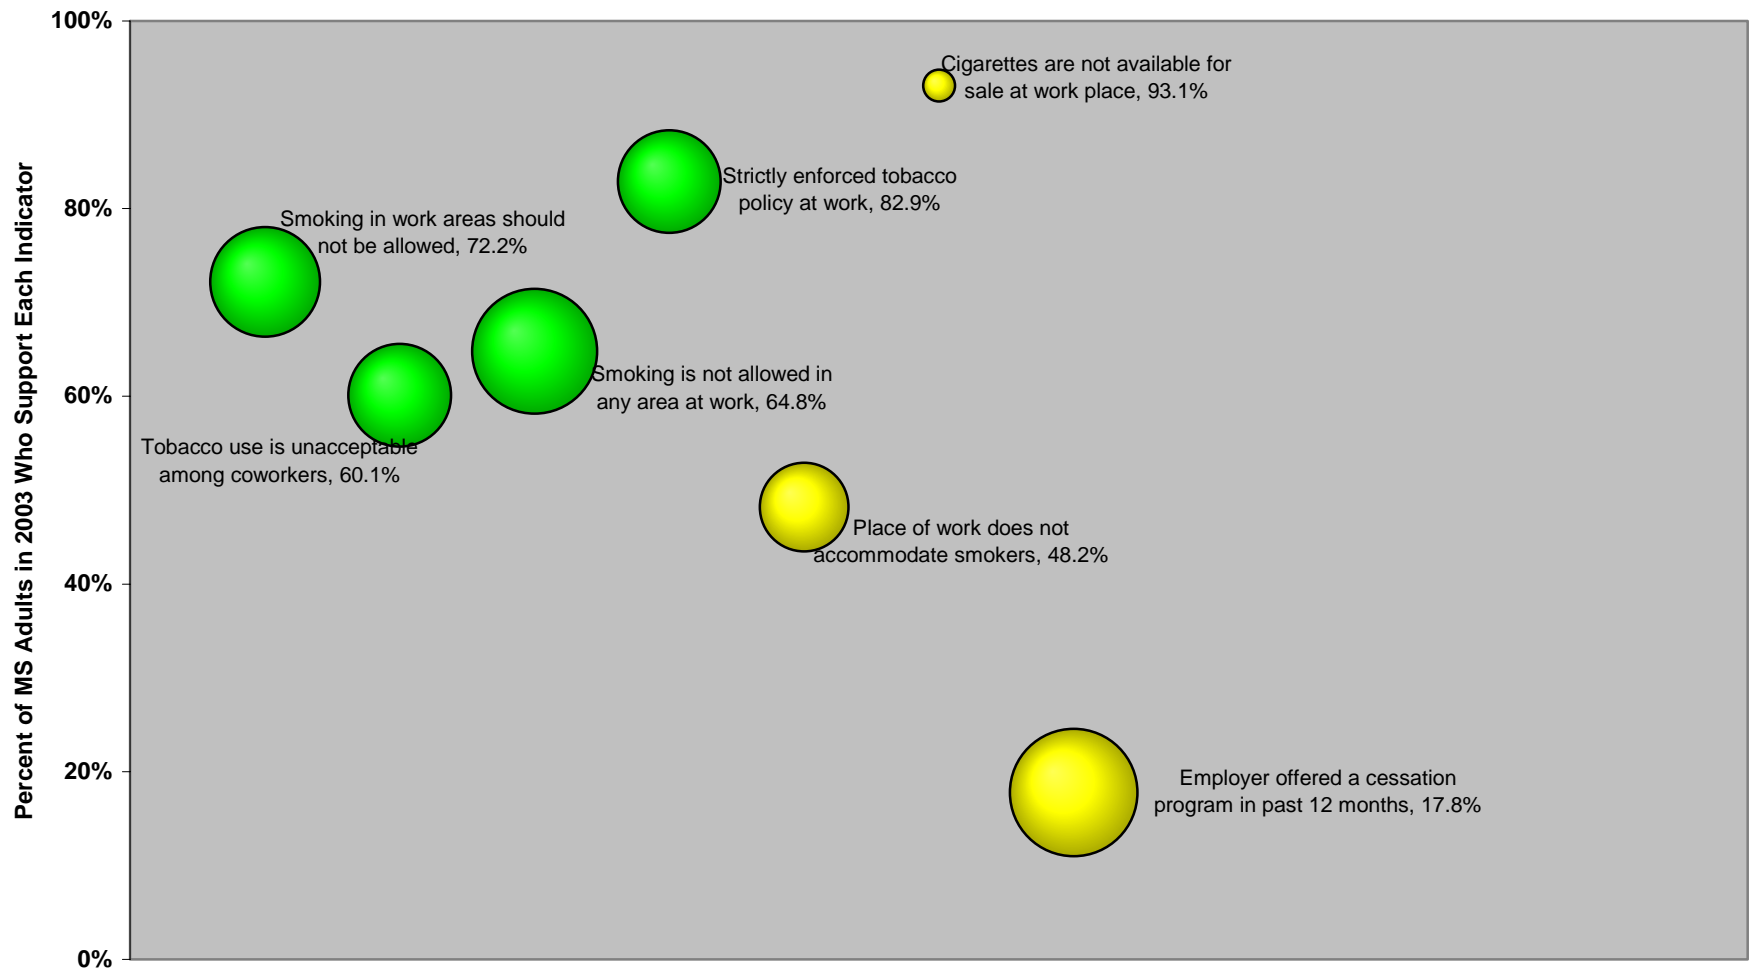 100%
80%
60%
40%
20%
0%
Percent of MS Adults in 2003 Who Support Each Indicator
Cigarettes are not available for
sale at work place, 93.1%
Strictly enforced tobacco
policy at work, 82.9%
Smoking in work areas should
not be allowed, 72.2%
Smoking is not allowed in
any area at work, 64.8%
Tobacco use is unacceptable
among coworkers, 60.1%
Place of work does not
accommodate smokers, 48.2%
Employer offered a cessation
program in past 12 months, 17.8%